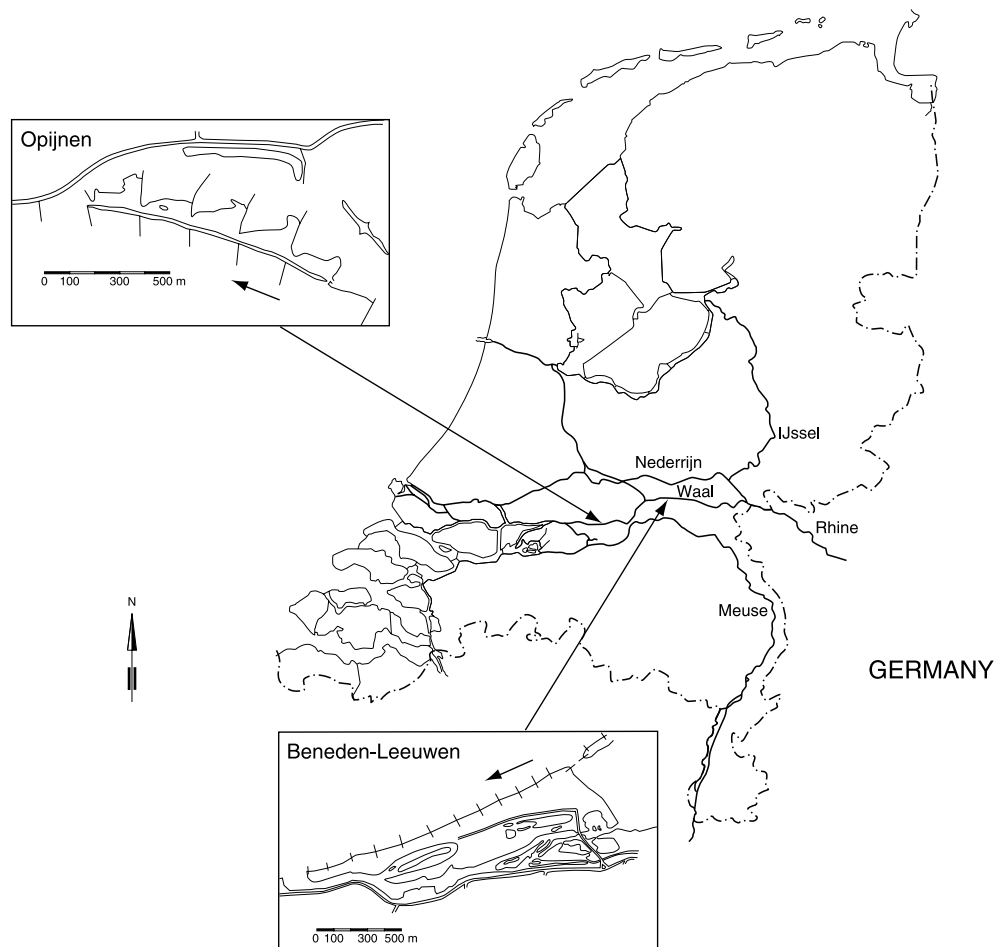 Opijnen
0 100 300 500 m
IJssel
Nederrijn
Waal
Rhine
N
Meuse
GERMANY
Beneden-Leeuwen
0 100 300 500 m